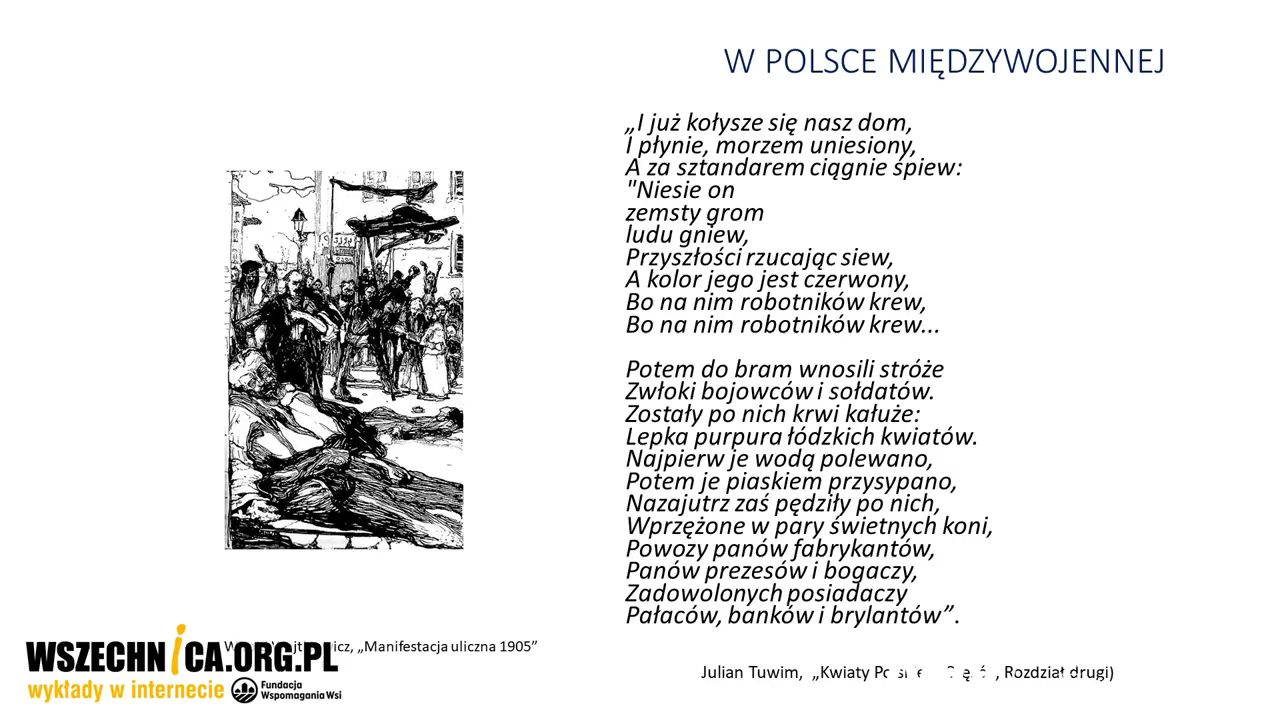 W POLSCE MIĘDZYWOJENNEJ
„I już kołysze się nasz dom,
I płynie, morzem uniesiony,
A za sztandarem ciągnie śpiew:
"Niesie on
zemsty grom
ludu gniew,
Przyszłości rzucając siew,
A kolor jego jest czerwony,
Bo na nim robotników krew,
Bo na nim robotników krew...
Potem do bram wnosili stróże
Zwłoki bojowców i sołdatów.
Zostały po nich krwi kałuże:
Lepka purpura łódzkich kwiatów.
Najpierw je wodą polewano,
Potem je piaskiem przysypano,
Nazajutrz zaś pędziły po nich,
Wprzężone w pary świetnych koni,
Powozy panów fabrykantów,
Panów prezesów i bogaczy,
Zadowolonych posiadaczy
Pałaców, banków i brylantów”.
„Manifestacja uliczna 1905”
Julian Tuwim, „Kwiaty , Rozdział drugi)
WSZECHNICA.ORG.PL
wykłady w internecie
Fundacja
Wspomagania Wsi